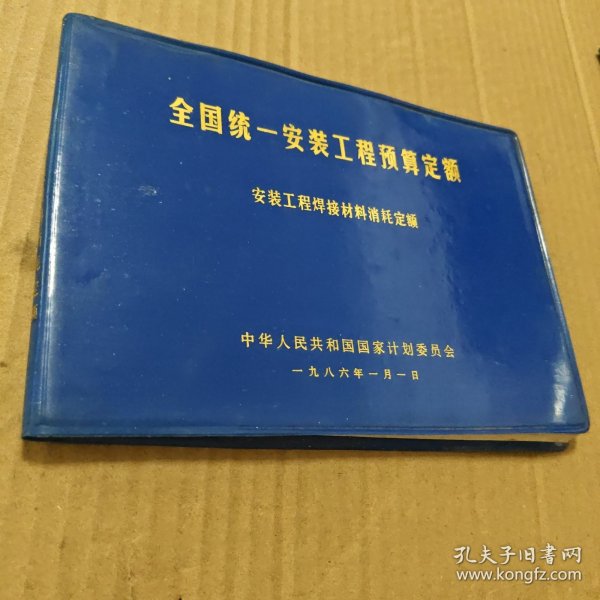 全国统一安装工程预算定额
安装工程焊接材料消耗定额
中华人民共和国国家计划委员会
一九八六年一月一日
孔夫子旧书网
www.kongfz.com